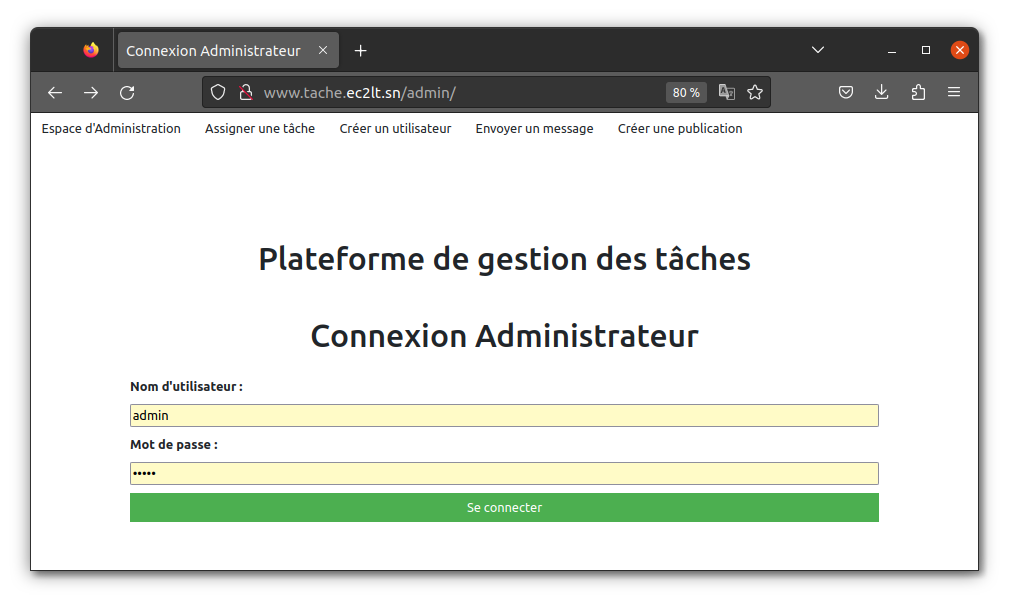 Connexion Administrateur
www.tache.ec2lt.sn/admin/ 80 %
Espace d'Administration Assigner une tâche Créer un utilisateur Envoyer un message Créer une publication
Plateforme de gestion des tâches
Connexion Administrateur
Nom d'utilisateur :
admin
Mot de passe :
•••••
Se connecter